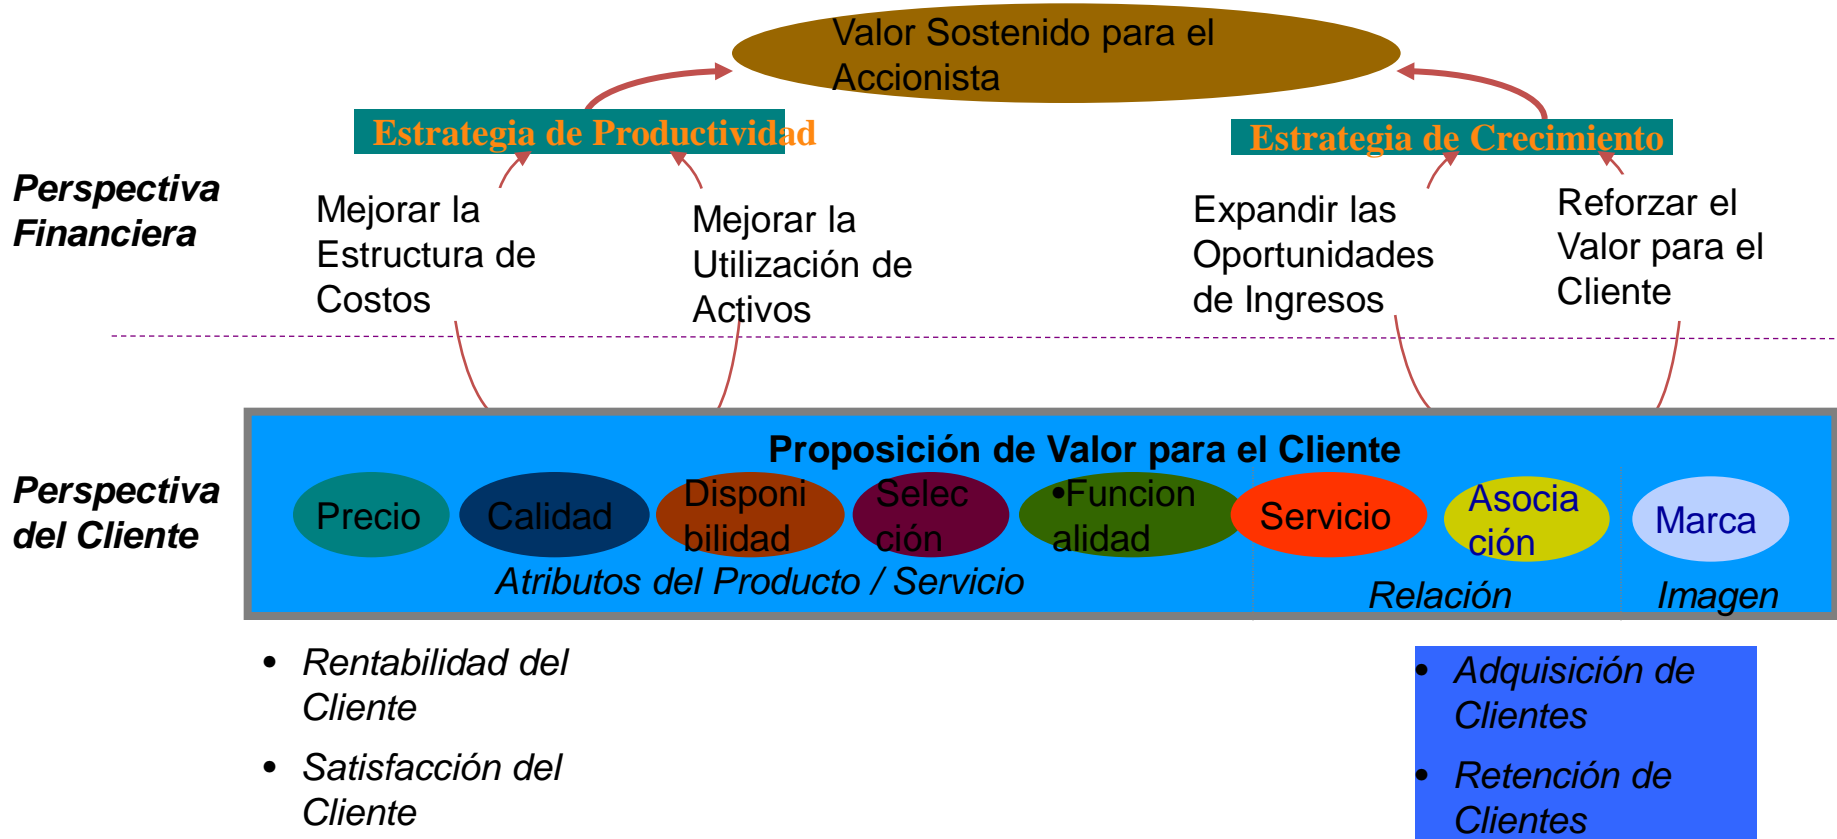 Valor Sostenido para el
Accionista
Estrategia de Productividad
Estrategia de Crecimiento
Perspectiva
Financiera
Mejorar la
Estructura de
Costos
Mejorar la
Utilización de
Activos
Expandir las
Oportunidades
de Ingresos
Reforzar el
Valor para el
Cliente
Proposición de Valor para el Cliente
Perspectiva
del Cliente
Precio
Calidad
Disponi
bilidad
Selec
ción
•Funcion
alidad
Servicio
Asocia
ción
Marca
Atributos del Producto / Servicio
Relación
Imagen
• Rentabilidad del
Cliente
• Satisfacción del
Cliente
• Adquisición de
Clientes
• Retención de
Clientes